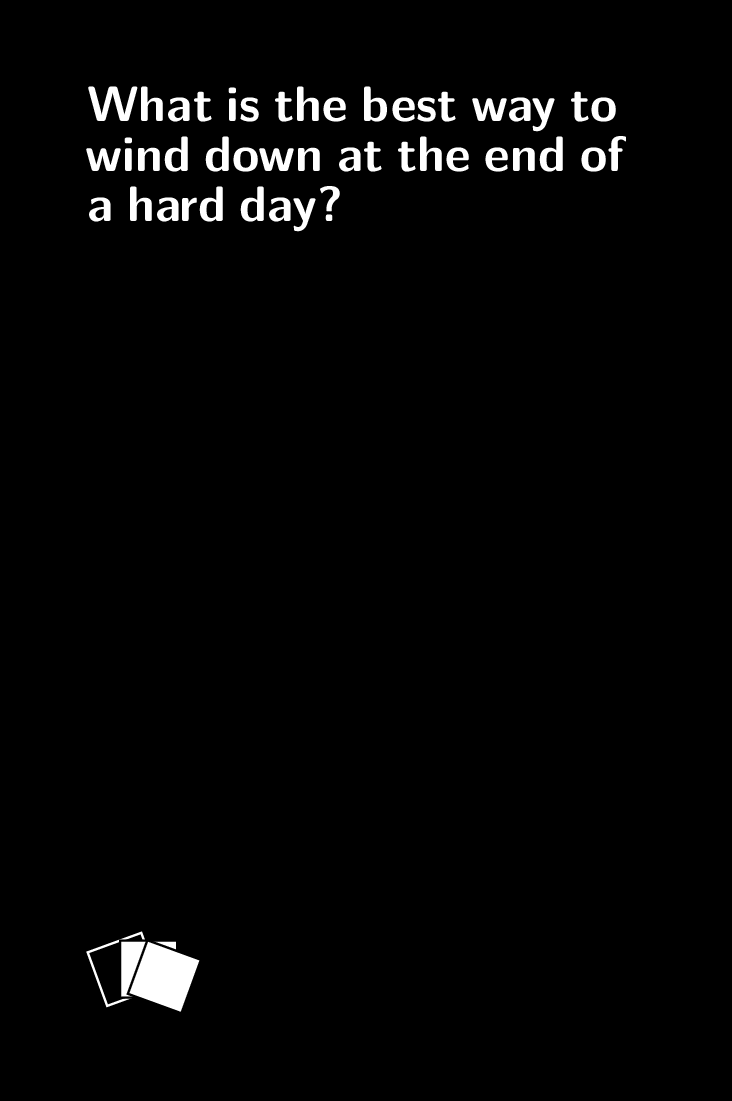 What is the best way to
wind down at the end of
a hard day?